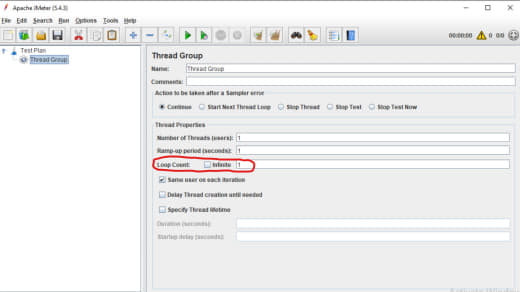 Apache JMeter (5.4.3)
File Edit Search Run Options Tools Help
00:00:00 0 0/0
Test Plan
Thread Group
Thread Group
Name: Thread Group
Comments:
Action to be taken after a Sampler error
Continue Start Next Thread Loop Stop Thread Stop Test Stop Test Now
Thread Properties
Number of Threads (users): 1
Ramp-up period (seconds): 1
Loop Count: Infinite 1
Same user on each iteration
Delay Thread creation until needed
Specify Thread lifetime
Duration (seconds)
Startup delay (seconds)